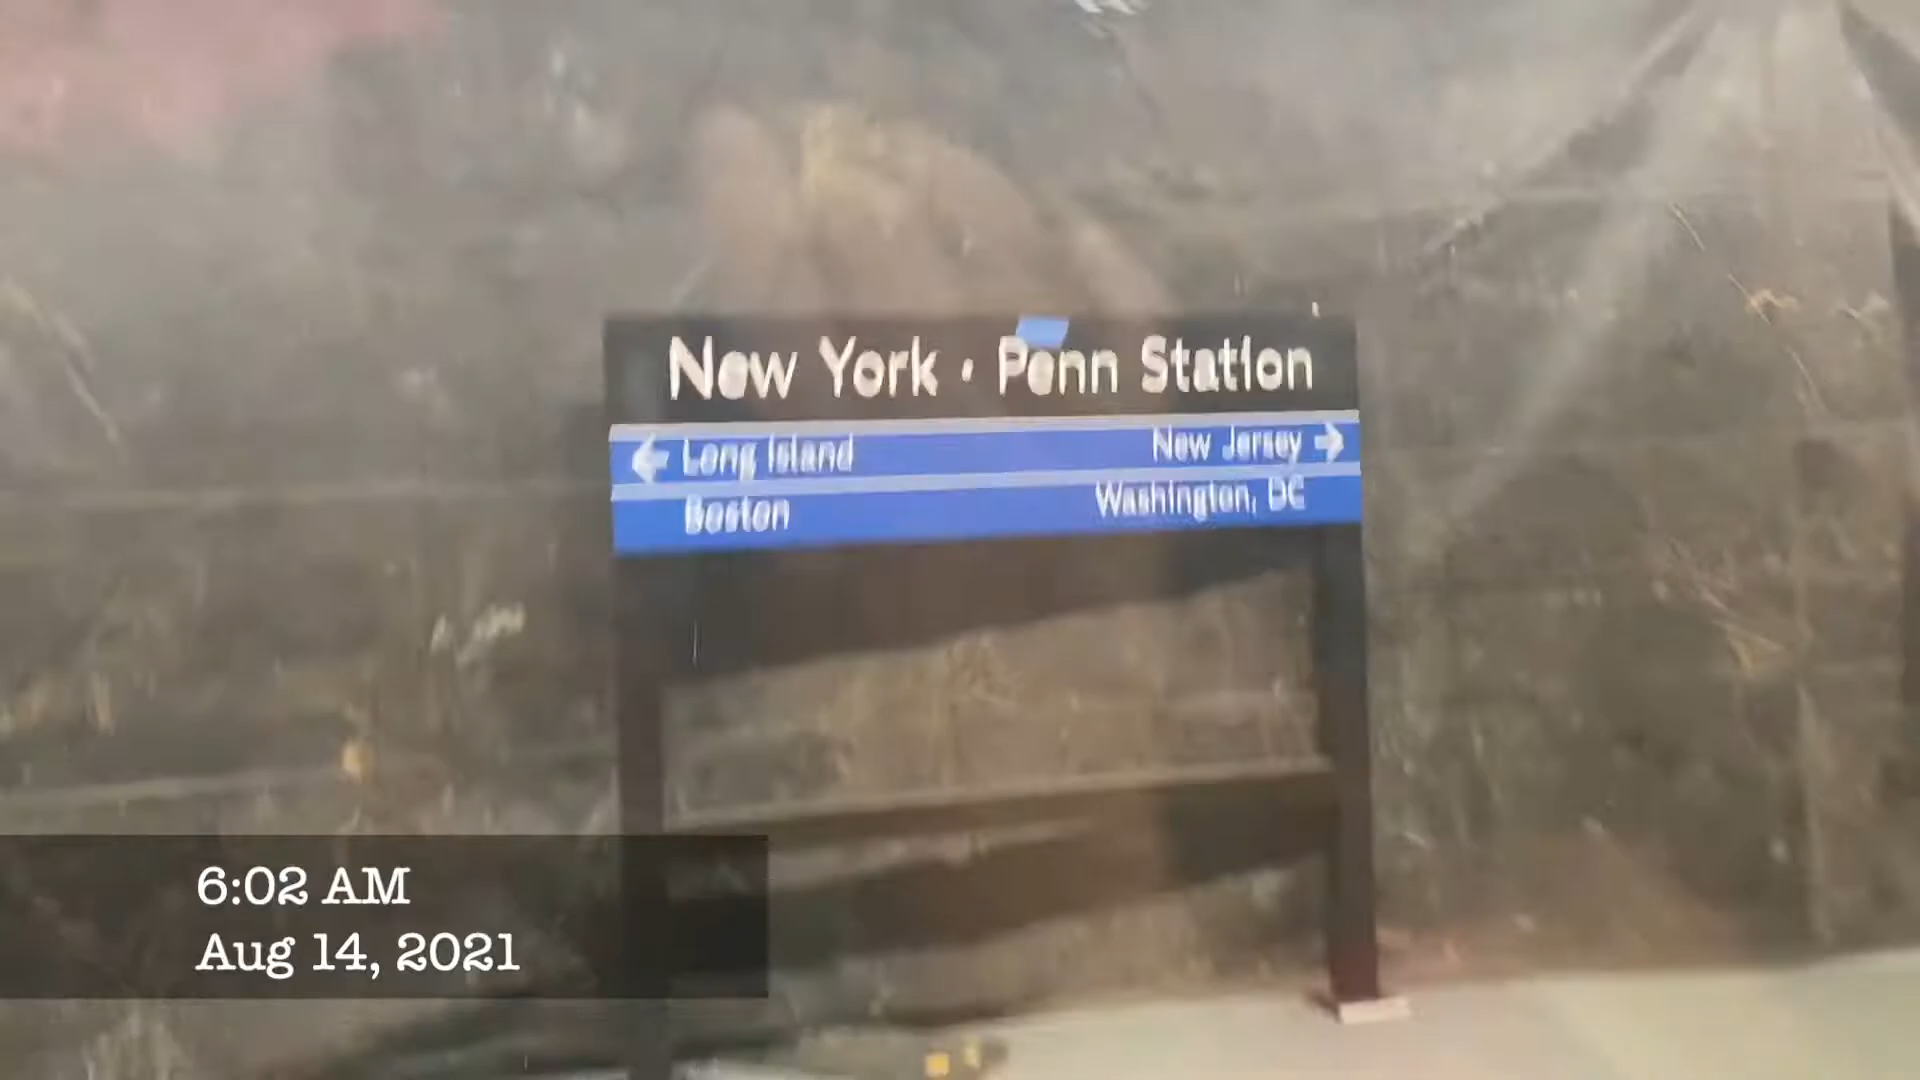 New York · Penn Station
← Long Island New Jersey →
Boston Washington, DC
6:02 AM
Aug 14, 2021